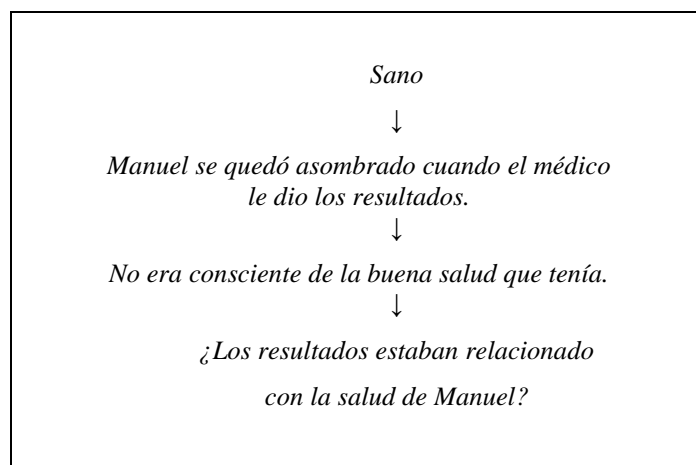 Sano
↓
Manuel se quedó asombrado cuando el médico
le dio los resultados.
↓
No era consciente de la buena salud que tenía.
↓
¿Los resultados estaban relacionado
con la salud de Manuel?